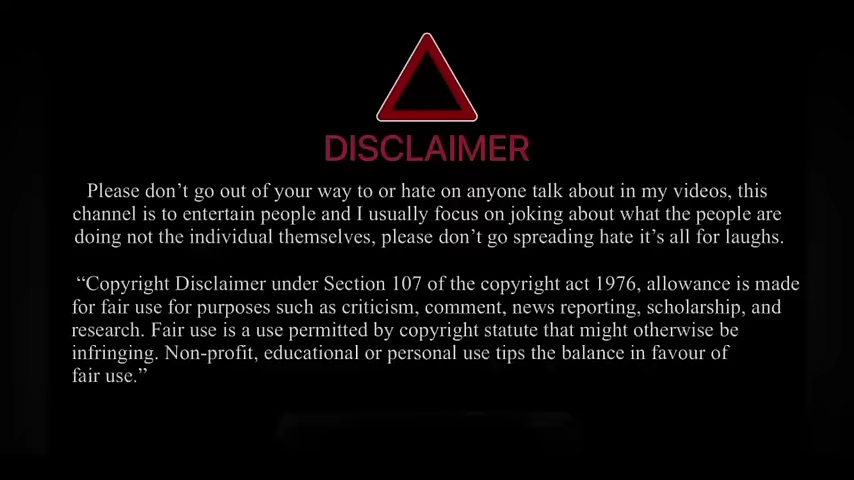 DISCLAIMER
Please don’t go out of your way to or hate on anyone talk about in my videos, this
channel is to entertain people and I usually focus on joking about what the people are
doing not the individual themselves, please don’t go spreading hate it’s all for laughs.
“Copyright Disclaimer under Section 107 of the copyright act 1976, allowance is made
for fair use for purposes such as criticism, comment, news reporting, scholarship, and
research. Fair use is a use permitted by copyright statute that might otherwise be
infringing. Non-profit, educational or personal use tips the balance in favour of
fair use.”